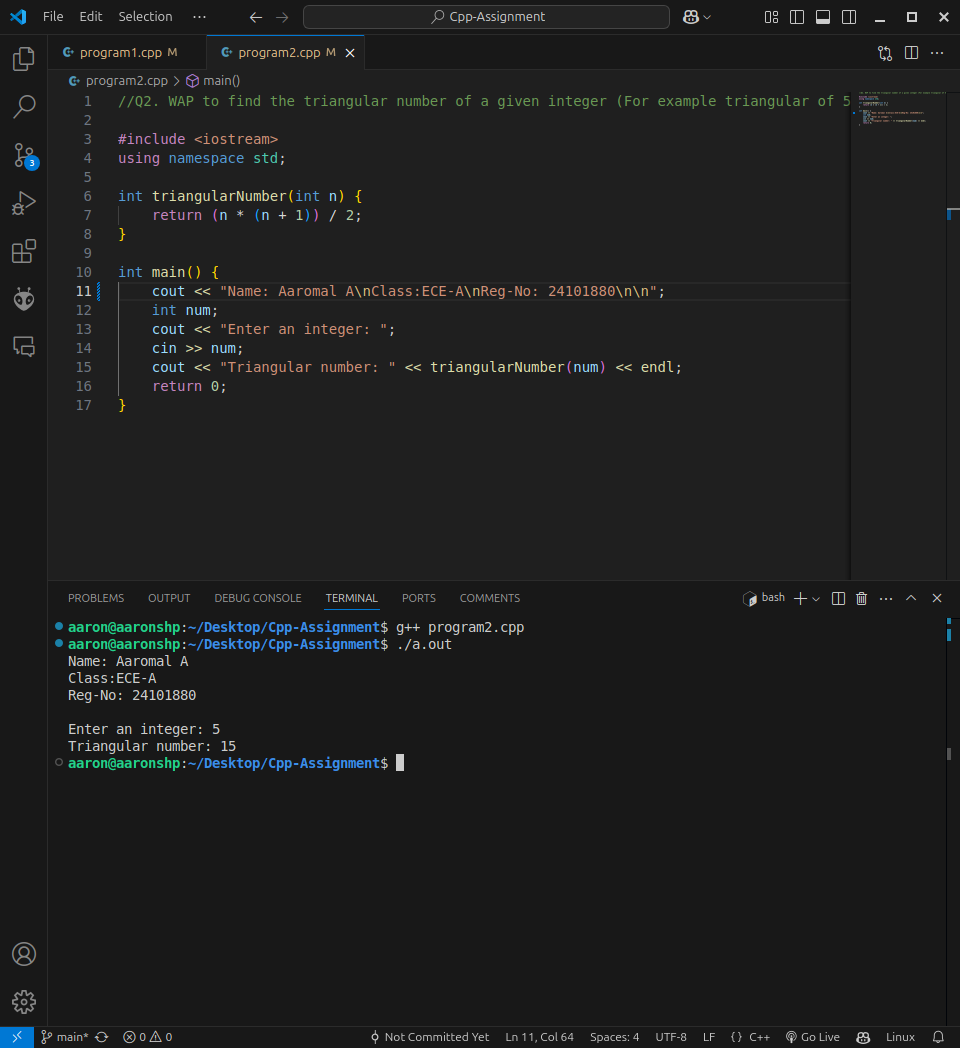 File Edit Selection ··· Cpp-Assignment
program1.cpp M program2.cpp M
program2.cpp > main()
1 //Q2. WAP to find the triangular number of a given integer (For example triangular of 5
2
3 #include <iostream>
4 using namespace std;
5
6 int triangularNumber(int n) {
7 return (n * (n + 1)) / 2;
8 }
9
10 int main() {
11 cout << "Name: Aaromal A\nClass:ECE-A\nReg-No: 24101880\n\n";
12 int num;
13 cout << "Enter an integer: ";
14 cin >> num;
15 cout << "Triangular number: " << triangularNumber(num) << endl;
16 return 0;
17 }
3
PROBLEMS OUTPUT DEBUG CONSOLE TERMINAL PORTS COMMENTS bash
aaron@aaronshp:~/Desktop/Cpp-Assignment$ g++ program2.cpp
aaron@aaronshp:~/Desktop/Cpp-Assignment$ ./a.out
Name: Aaromal A
Class:ECE-A
Reg-No: 24101880

Enter an integer: 5
Triangular number: 15
aaron@aaronshp:~/Desktop/Cpp-Assignment$
main* 0 0 Not Committed Yet Ln 11, Col 64 Spaces: 4 UTF-8 LF {} C++ Go Live Linux